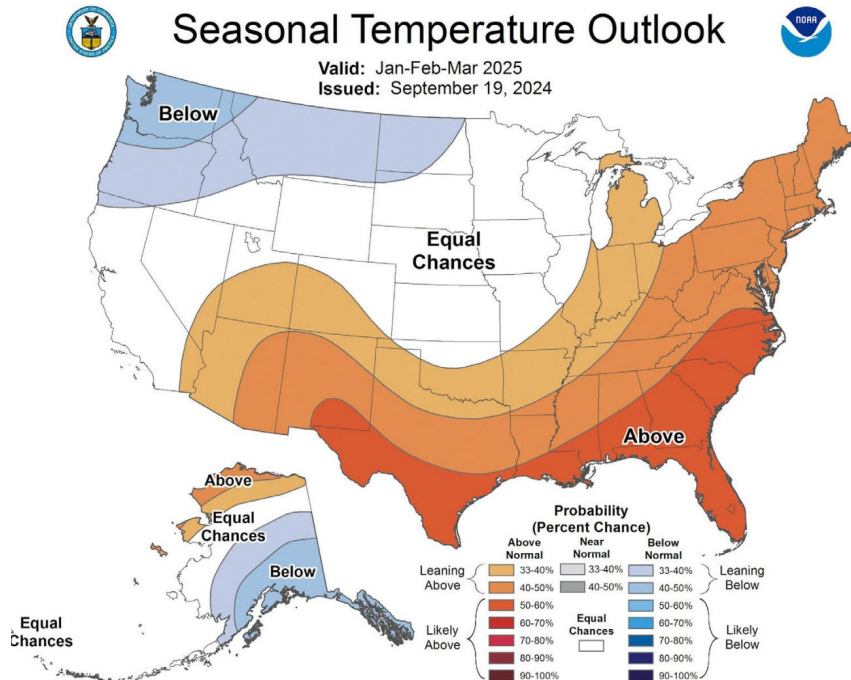 Seasonal Temperature Outlook
NOAA
Valid: Jan-Feb-Mar 2025
Issued: September 19, 2024
Below
Equal
Chances
Above
Above
Equal
Chances
Below
Equal
Chances
Probability
(Percent Chance)
Above
Normal
Near
Normal
Below
Normal
Leaning
Above
33-40%
33-40%
33-40%
Leaning
Below
40-50%
40-50%
40-50%
Likely
Above
50-60%
60-70%
70-80%
80-90%
90-100%
Equal
Chances
50-60%
60-70%
70-80%
80-90%
90-100%
Likely
Below